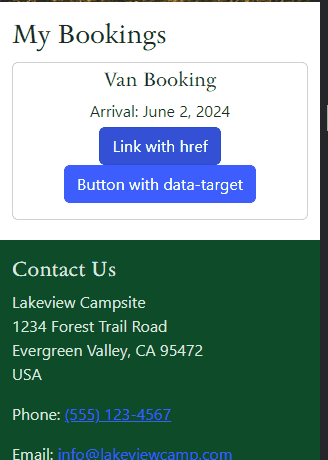 My Bookings
Van Booking
Arrival: June 2, 2024
Link with href
Button with data-target
Contact Us
Lakeview Campsite
1234 Forest Trail Road
Evergreen Valley, CA 95472
USA
Phone: (555) 123-4567
Email: info@lakeviewcamp.com